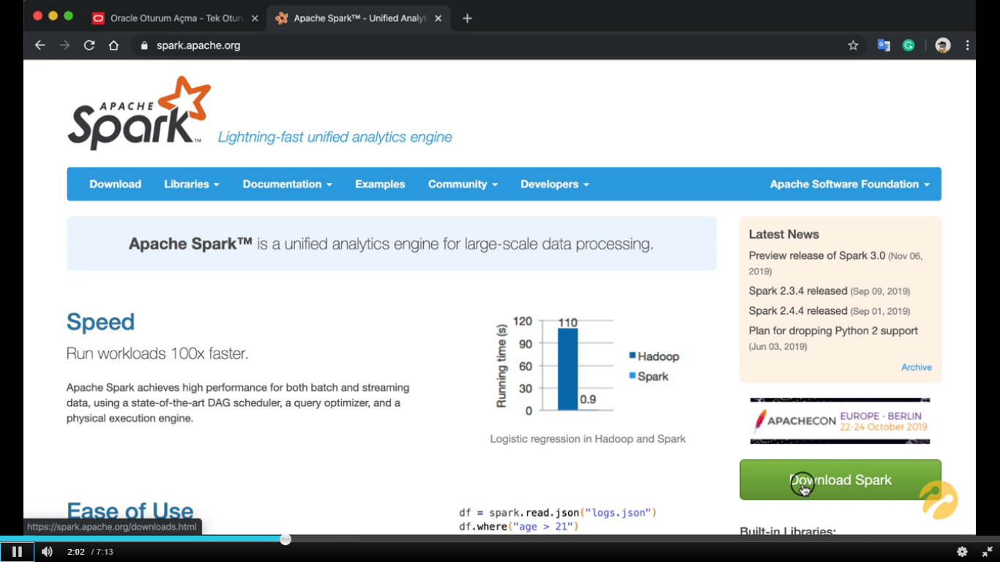 Oracle Oturum Açma - Tek Oturu
Apache Spark™ - Unified Analyti
spark.apache.org
APACHE
Spark™
Lightning-fast unified analytics engine
Download Libraries Documentation Examples Community Developers Apache Software Foundation
Apache Spark™ is a unified analytics engine for large-scale data processing.
Speed
Run workloads 100x faster.
Apache Spark achieves high performance for both batch and streaming
data, using a state-of-the-art DAG scheduler, a query optimizer, and a
physical execution engine.
Running time (s)
120
90
60
30
0
110
0.9
Hadoop
Spark
Logistic regression in Hadoop and Spark
Latest News
Preview release of Spark 3.0 (Nov 06,
2019)
Spark 2.3.4 released (Sep 09, 2019)
Spark 2.4.4 released (Sep 01, 2019)
Plan for dropping Python 2 support
(Jun 03, 2019)
Archive
APACHECON EUROPE - BERLIN
22-24 October 2019
Download Spark
Built-in Libraries:
Ease of Use
df = spark.read.json("logs.json")
df.where("age > 21")
https://spark.apache.org/downloads.html
2:02 / 7:13